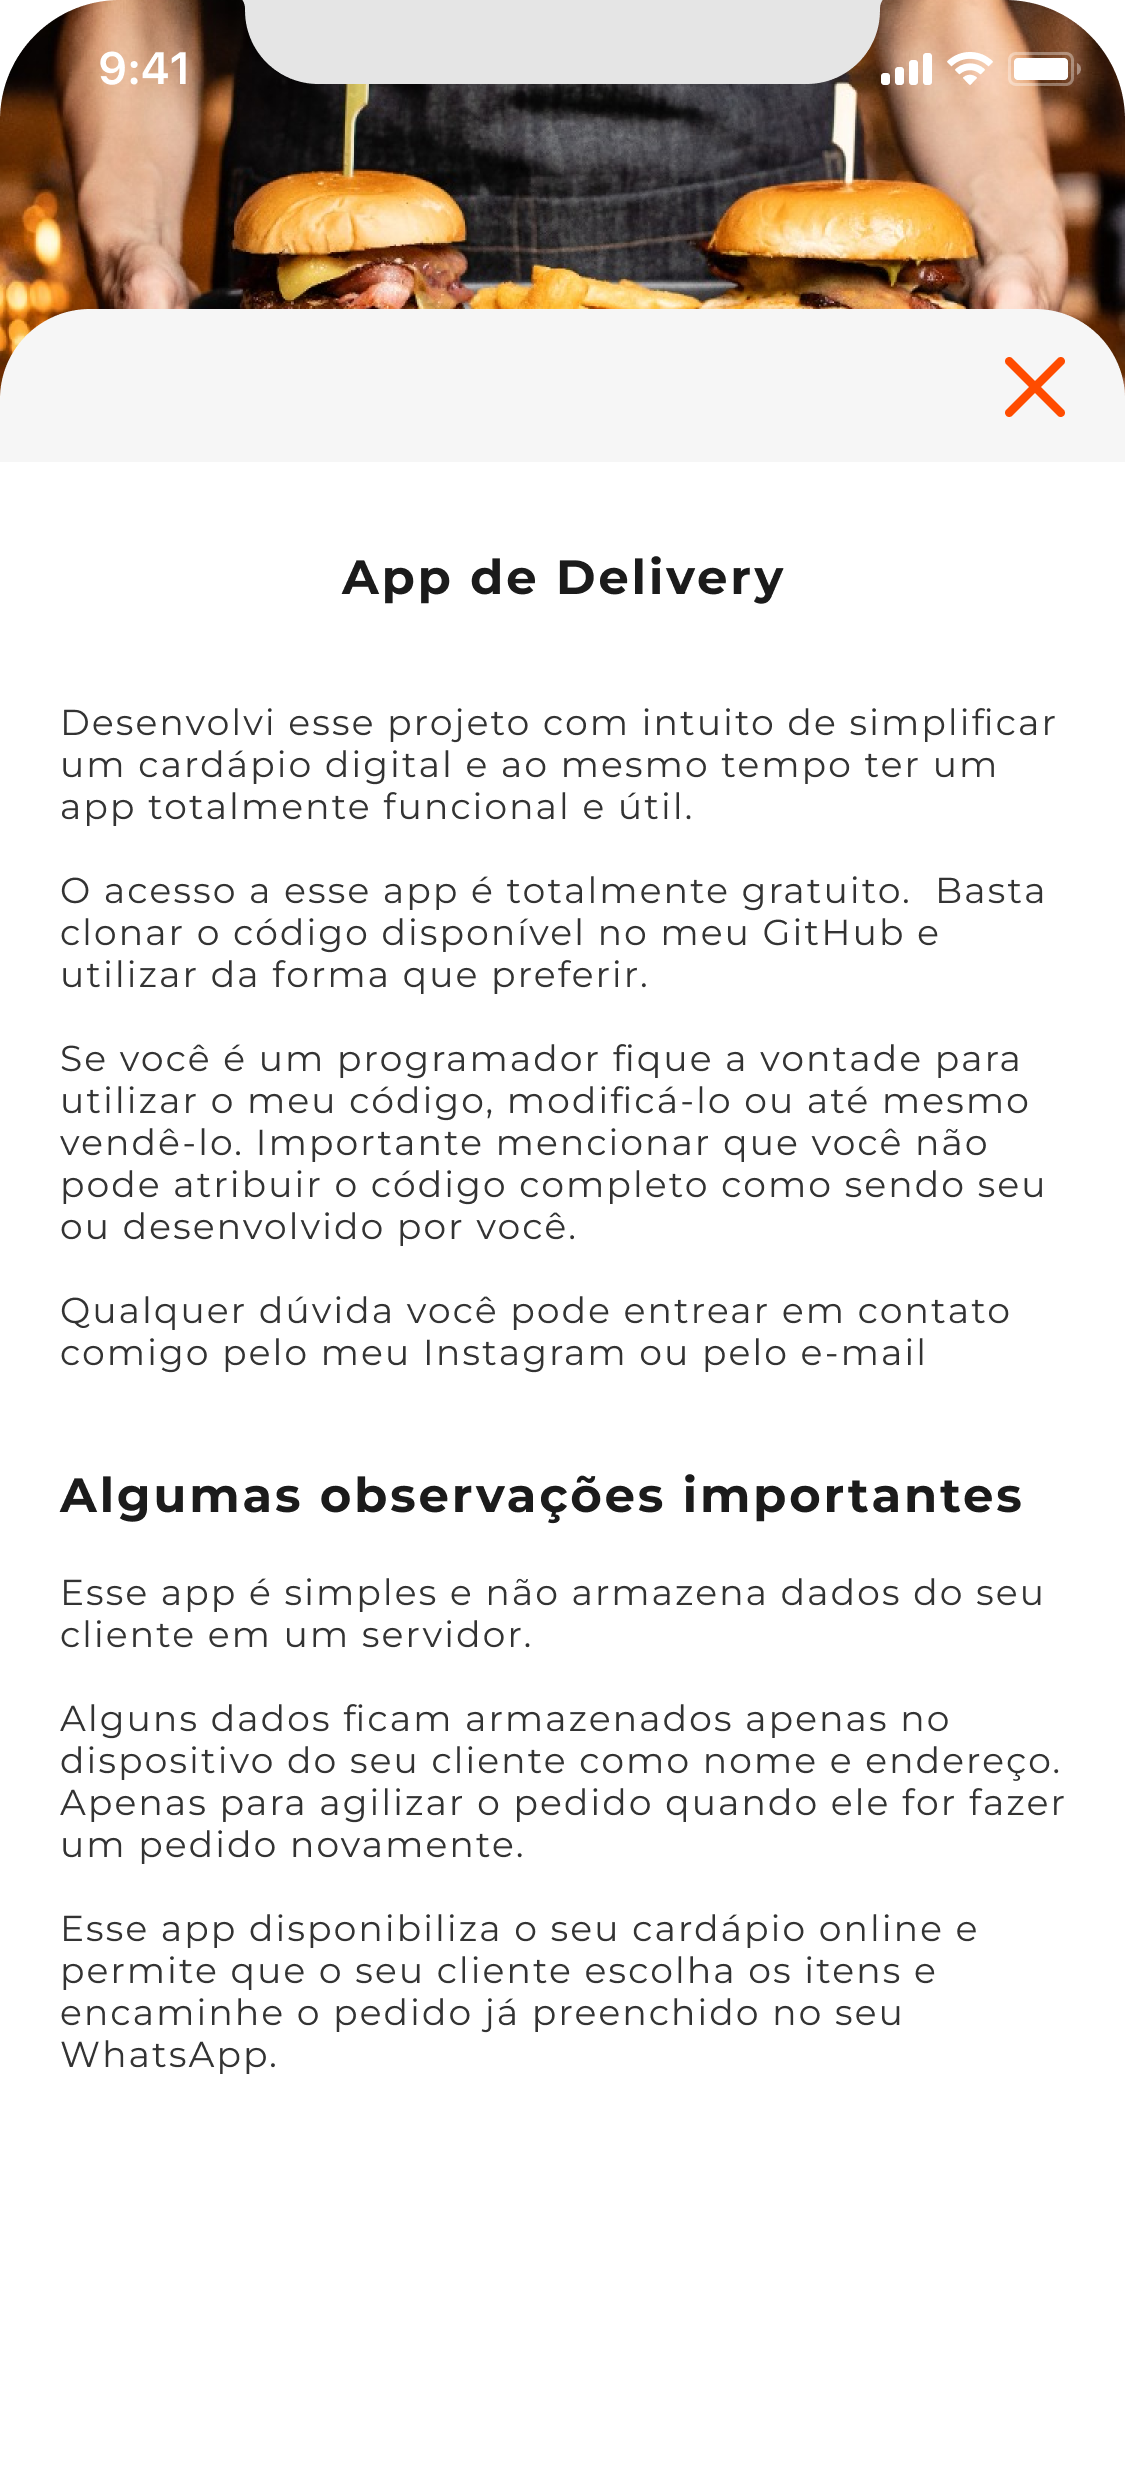 9:41
App de Delivery
Desenvolvi esse projeto com intuito de simplificar
um cardápio digital e ao mesmo tempo ter um
app totalmente funcional e útil.
O acesso a esse app é totalmente gratuito.  Basta
clonar o código disponível no meu GitHub e
utilizar da forma que preferir.
Se você é um programador fique a vontade para
utilizar o meu código, modificá-lo ou até mesmo
vendê-lo. Importante mencionar que você não
pode atribuir o código completo como sendo seu
ou desenvolvido por você.
Qualquer dúvida você pode entrear em contato
comigo pelo meu Instagram ou pelo e-mail
Algumas observações importantes
Esse app é simples e não armazena dados do seu
cliente em um servidor.
Alguns dados ficam armazenados apenas no
dispositivo do seu cliente como nome e endereço.
Apenas para agilizar o pedido quando ele for fazer
um pedido novamente.
Esse app disponibiliza o seu cardápio online e
permite que o seu cliente escolha os itens e
encaminhe o pedido já preenchido no seu
WhatsApp.